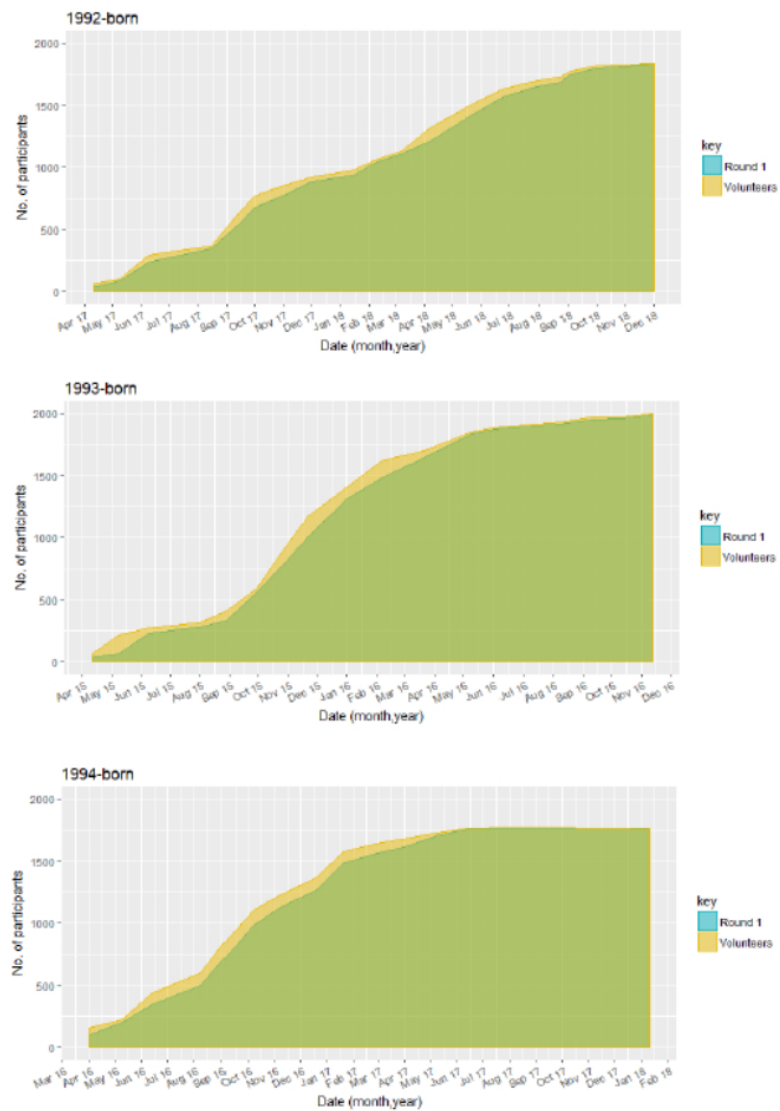 1992-born
2000
1500
1000
500
0
No. of participants
Apr 17 May 17 Jun 17 Jul 17 Aug 17 Sep 17 Oct 17 Nov 17 Dec 17 Jan 18 Feb 18 Mar 18 Apr 18 May 18 Jun 18 Jul 18 Aug 18 Sep 18 Oct 18 Nov 18 Dec 18
Date (month,year)
key
Round 1
Volunteers
1993-born
2000
1500
1000
500
0
No. of participants
Apr 15 May 15 Jun 15 Jul 15 Aug 15 Sep 15 Oct 15 Nov 15 Dec 15 Jan 16 Feb 16 Mar 16 Apr 16 May 16 Jun 16 Jul 16 Aug 16 Sep 16 Oct 16 Nov 16 Dec 16
Date (month,year)
key
Round 1
Volunteers
1994-born
2000
1500
1000
500
0
No. of participants
Mar 16 Apr 16 May 16 Jun 16 Jul 16 Aug 16 Sep 16 Oct 16 Nov 16 Dec 16 Jan 17 Feb 17 Mar 17 Apr 17 May 17 Jun 17 Jul 17 Aug 17 Sep 17 Oct 17 Nov 17 Dec 17 Jan 18 Feb 18
Date (month,year)
key
Round 1
Volunteers